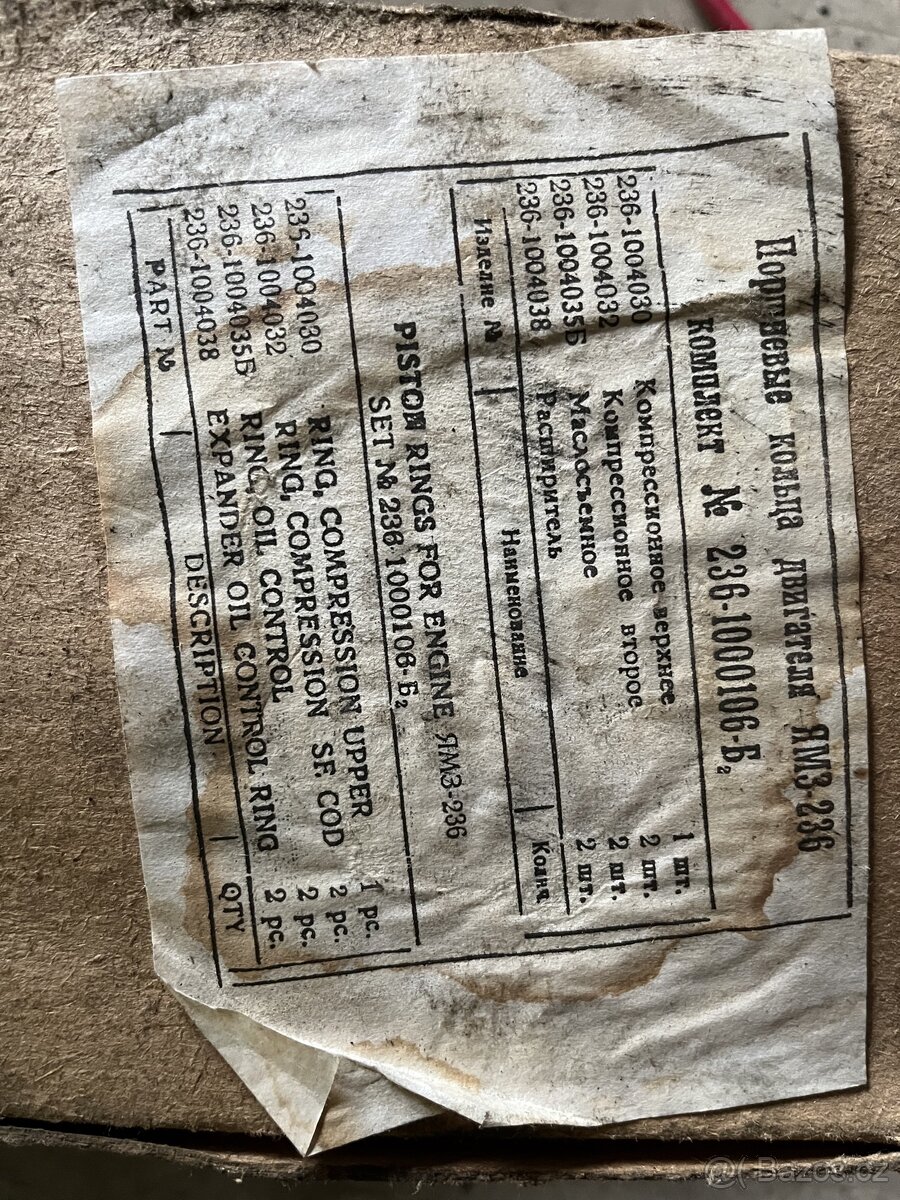 Поршневые кольца двигателя ЯМЗ-236
комплект № 236-1000106-Б₂
236-1004030 Компрессионное верхнее 1 шт.
236-1004032 Компрессионное второе 2 шт.
236-1004035Б Маслосъемное 2 шт.
236-1004038 Расширитель 2 шт.
Изделие № Наименование
PISTON RINGS FOR ENGINE ЯМЗ-236
SET № 236-1000106-Б₂
236-1004030 RING, COMPRESSION UPPER 1 pc.
236-1004032 RING, COMPRESSION SE COD 2 pc.
236-1004035Б RING, OIL CONTROL 2 pc.
236-1004038 EXPANDER OIL CONTROL RING 2 pc.
PART № DESCRIPTION QTY
Bazos.cz